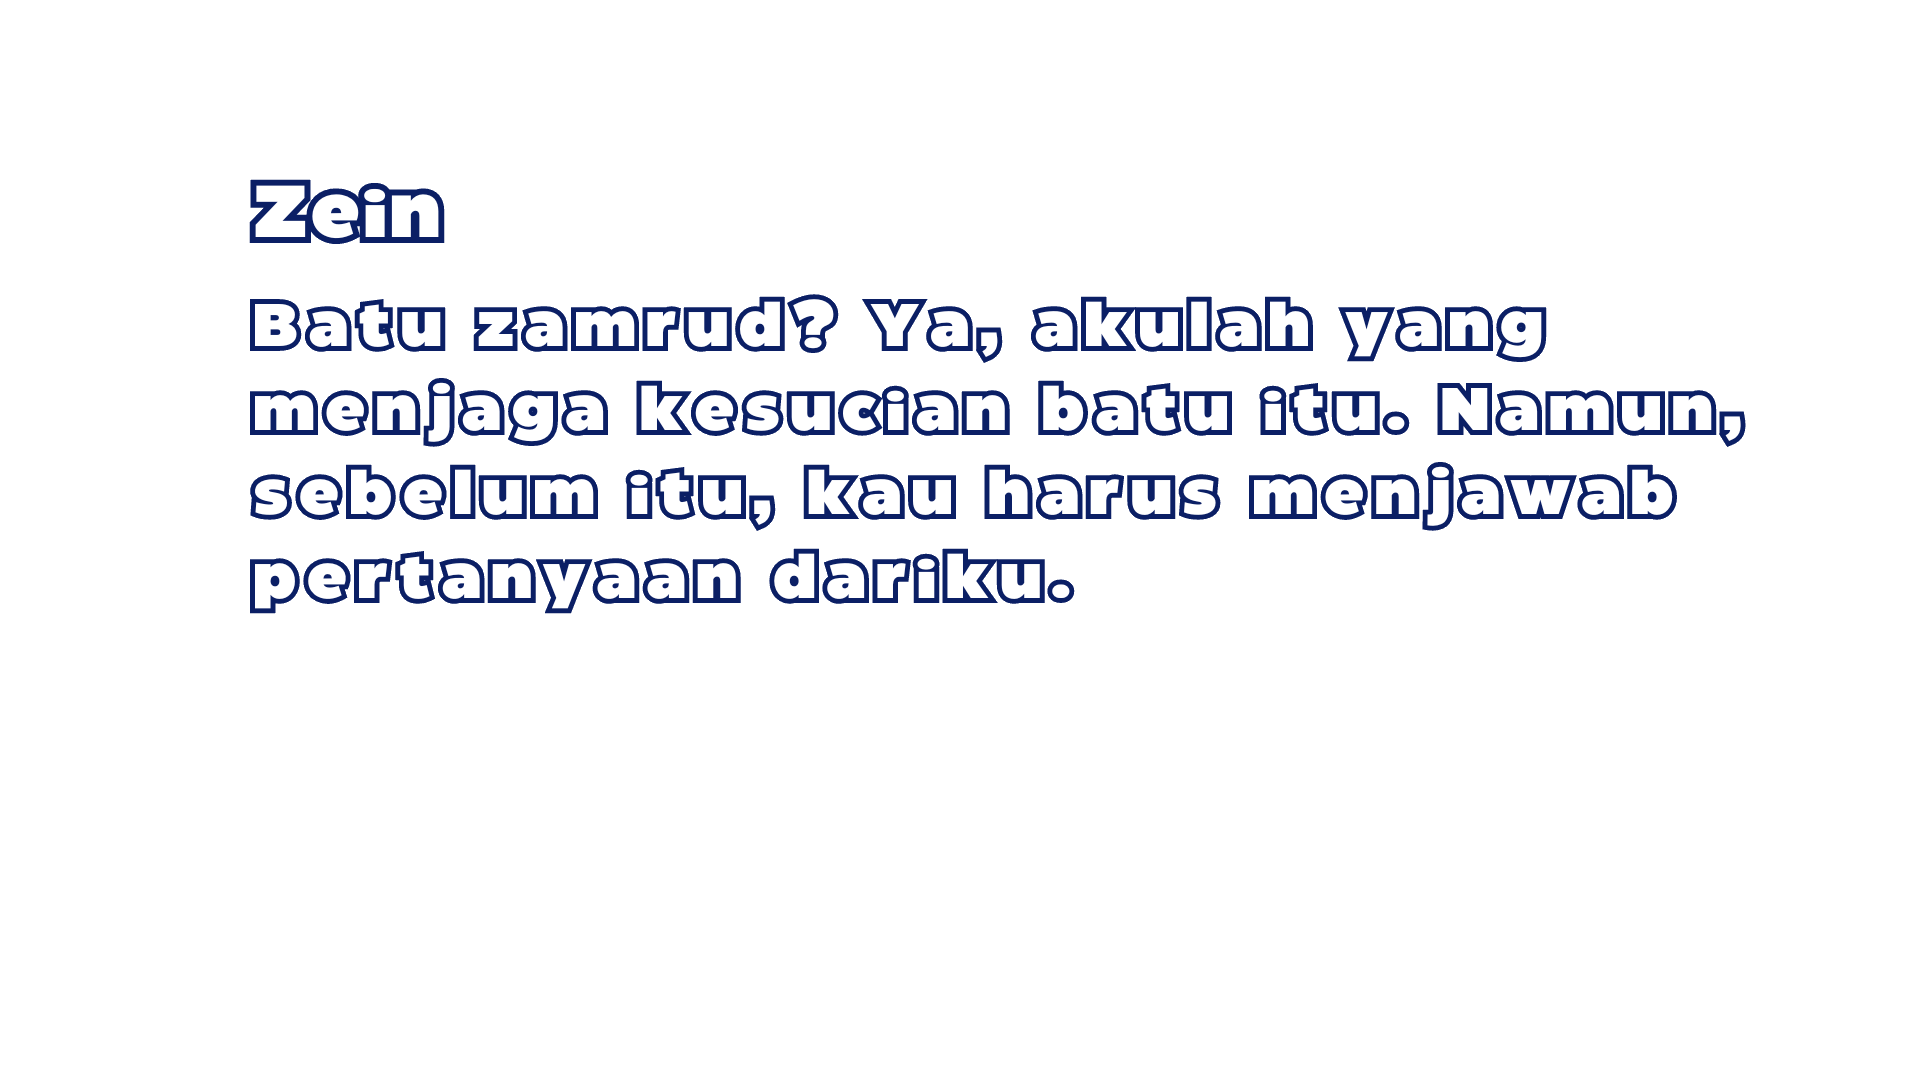 Zein
Batu zamrud? Ya, akulah yang
menjaga kesucian batu itu. Namun,
sebelum itu, kau harus menjawab
pertanyaan dariku.